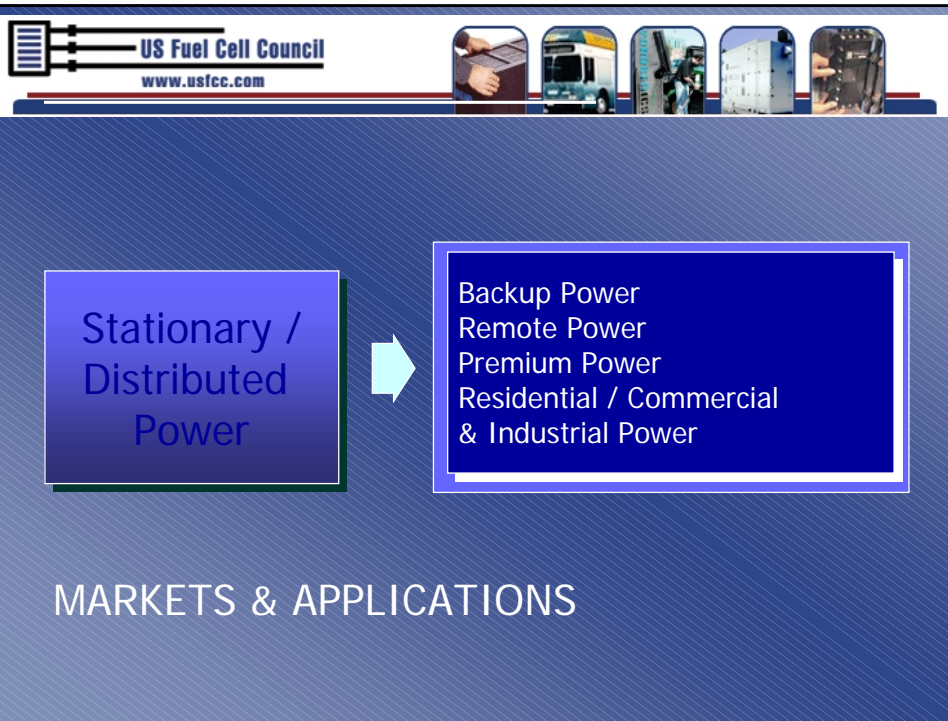 US Fuel Cell Council
www.usfcc.com
Stationary /
Distributed
Power
Backup Power
Remote Power
Premium Power
Residential / Commercial
& Industrial Power
MARKETS & APPLICATIONS